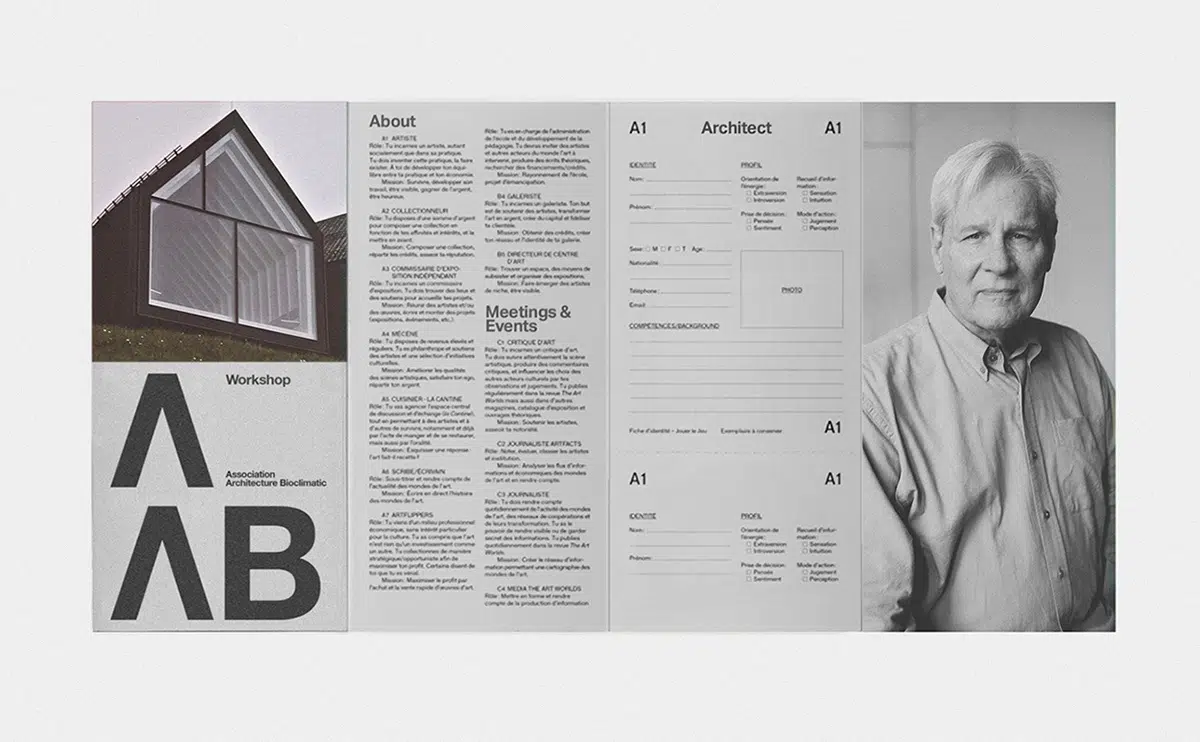 Λ
Workshop
Association
Architecture Bioclimatic
ΛB
About
A1 ARTISTE
Rôle: Tu incarnes un artiste, autant
socialement que dans sa pratique.
Tu dois inventer cette pratique, la faire
exister. À toi de développer ton équi-
libre entre ta pratique et ton économie.
Mission: Survivre, développer son
travail, être visible, gagner de l'argent,
être heureux.
A2 COLLECTIONNEUR
Rôle: Tu disposes d'une somme d'argent
pour composer une collection en
fonction de tes affinités et intérêts, et la
mettre en avant.
Mission: Composer une collection,
répartir tes crédits, asseoir ta réputation.
A3 COMMISSAIRE D'EXPO-
SITION INDÉPENDANT
Rôle: Tu incarnes un commissaire
d'exposition. Tu dois trouver des lieux et
des soutiens pour accueillir tes projets.
Mission: Réunir des artistes et/ou
des œuvres, écrire et monter des projets
(expositions, événements, etc.).
A4 MÉCÈNE
Rôle: Tu disposes de revenus élevés et
réguliers. Tu es philanthrope et soutiens
des artistes et une sélection d'initiatives
culturelles.
Mission: Améliorer les qualités
des scènes artistiques, satisfaire ton ego,
répartir ton argent.
A5 CUISINIER - LA CANTINE
Rôle: Tu vas agencer l'espace central
de discussion et d'échange (la Cantine),
tout en permettant à des artistes et à
d'autres de survivre, notamment et déjà
par l'acte de manger et de se restaurer,
mais aussi par l'oralité.
Mission: Esquisser une réponse:
l'art fait-il recette?
A6 SCRIBE/ÉCRIVAIN
Rôle: Sous-titrer et rendre compte de
l'actualité des mondes de l'art.
Mission: Écrire en direct l'histoire
des mondes de l'art.
A7 ARTFLIPPERS
Rôle: Tu viens d'un milieu professionnel
économique, sans intérêt particulier
pour la culture. Tu as compris que l'art
n'est rien qu'un investissement comme
un autre. Tu collectionnes de manière
stratégique/opportuniste afin de
maximiser ton profit. Certains disent de
toi que tu es vénal.
Mission: Maximiser le profit par
l'achat et la vente rapide d'œuvres d'art.
Rôle: Tu es en charge de l'administration
de l'école et du développement de la
pédagogie. Tu devras inviter des artistes
et autres acteurs du monde l'art à
intervenir, produire des écrits théoriques,
rechercher des financements/crédits.
Mission: Rayonnement de l'école,
projet d'émancipation.
B4 GALERISTE
Rôle: Tu incarnes un galeriste. Ton but
est de soutenir des artistes, transformer
l'art en argent, créer du capital et fidéliser
ta clientèle.
Mission: Obtenir des crédits, créer
ton réseau et l'identité de ta galerie.
B5 DIRECTEUR DE CENTRE
D'ART
Rôle: Trouver un espace, des moyens de
subsister et organiser des expositions.
Mission: Faire émerger des artistes
de niche, être visible.
Meetings &
Events
C1 CRITIQUE D'ART
Rôle: Tu incarnes un critique d'art.
Tu dois suivre attentivement la scène
artistique, produire des commentaires
critiques, et influencer les choix des
autres acteurs culturels par tes
observations et jugements. Tu publies
régulièrement dans la revue The Art
Worlds mais aussi dans d'autres
magazines, catalogue d'exposition et
ouvrages théoriques.
Mission: Soutenir les artistes,
asseoir ta notoriété.
C2 JOURNALISTE ARTFACTS
Rôle: Noter, évaluer, classer les artistes
et institution.
Mission: Analyser les flux d'infor-
mations et économiques des mondes
de l'art et en rendre compte.
C3 JOURNALISTE
Rôle: Tu dois rendre compte
quotidiennement de l'activité des mondes
de l'art, des réseaux de coopérations et
de leurs transformation. Tu as le
pouvoir de rendre visible ou de garder
secret des informations. Tu publies
quotidiennement dans la revue The Art
Worlds.
Mission: Créer le réseau d'infor-
mation permettant une cartographie des
mondes de l'art.
C4 MEDIA THE ART WORLDS
Rôle: Mettre en forme et rendre
compte de la production d'information
A1 Architect A1
IDENTITÉ
Nom:
Prénom:
Sexe: □ M □ F □ T Age:
Nationalité:
Téléphone:
Email:
PROFIL
Orientation de
l'énergie:
□ Extraversion
□ Introversion
Recueil d'infor-
mation:
□ Sensation
□ Intuition
Prise de décision:
□ Pensée
□ Sentiment
Mode d'action:
□ Jugement
□ Perception
PHOTO
COMPÉTENCES/BACKGROUND
Fiche d'identité - Jouer le Jeu Exemplaire à conserver A1
A1 A1
IDENTITÉ
Nom:
Prénom:
PROFIL
Orientation de
l'énergie:
□ Extraversion
□ Introversion
Recueil d'infor-
mation:
□ Sensation
□ Intuition
Prise de décision:
□ Pensée
□ Sentiment
Mode d'action:
□ Jugement
□ Perception